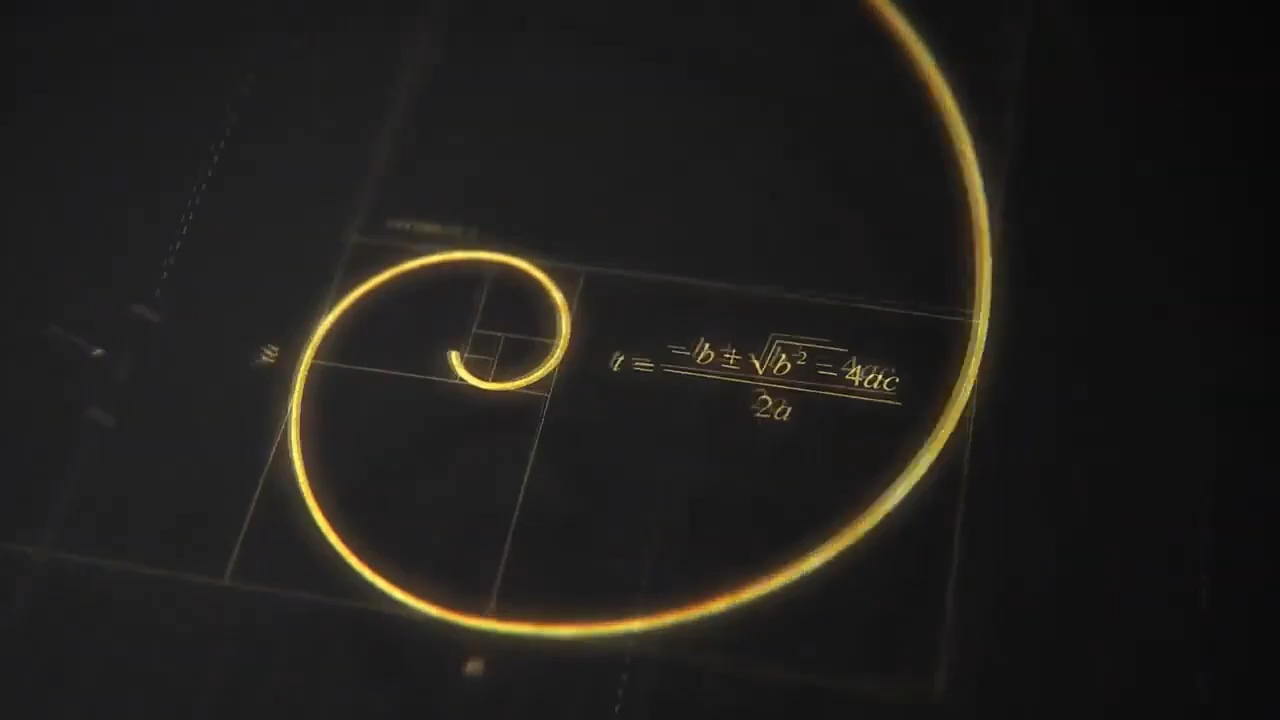 t = −b ± √b² − 4ac
2a